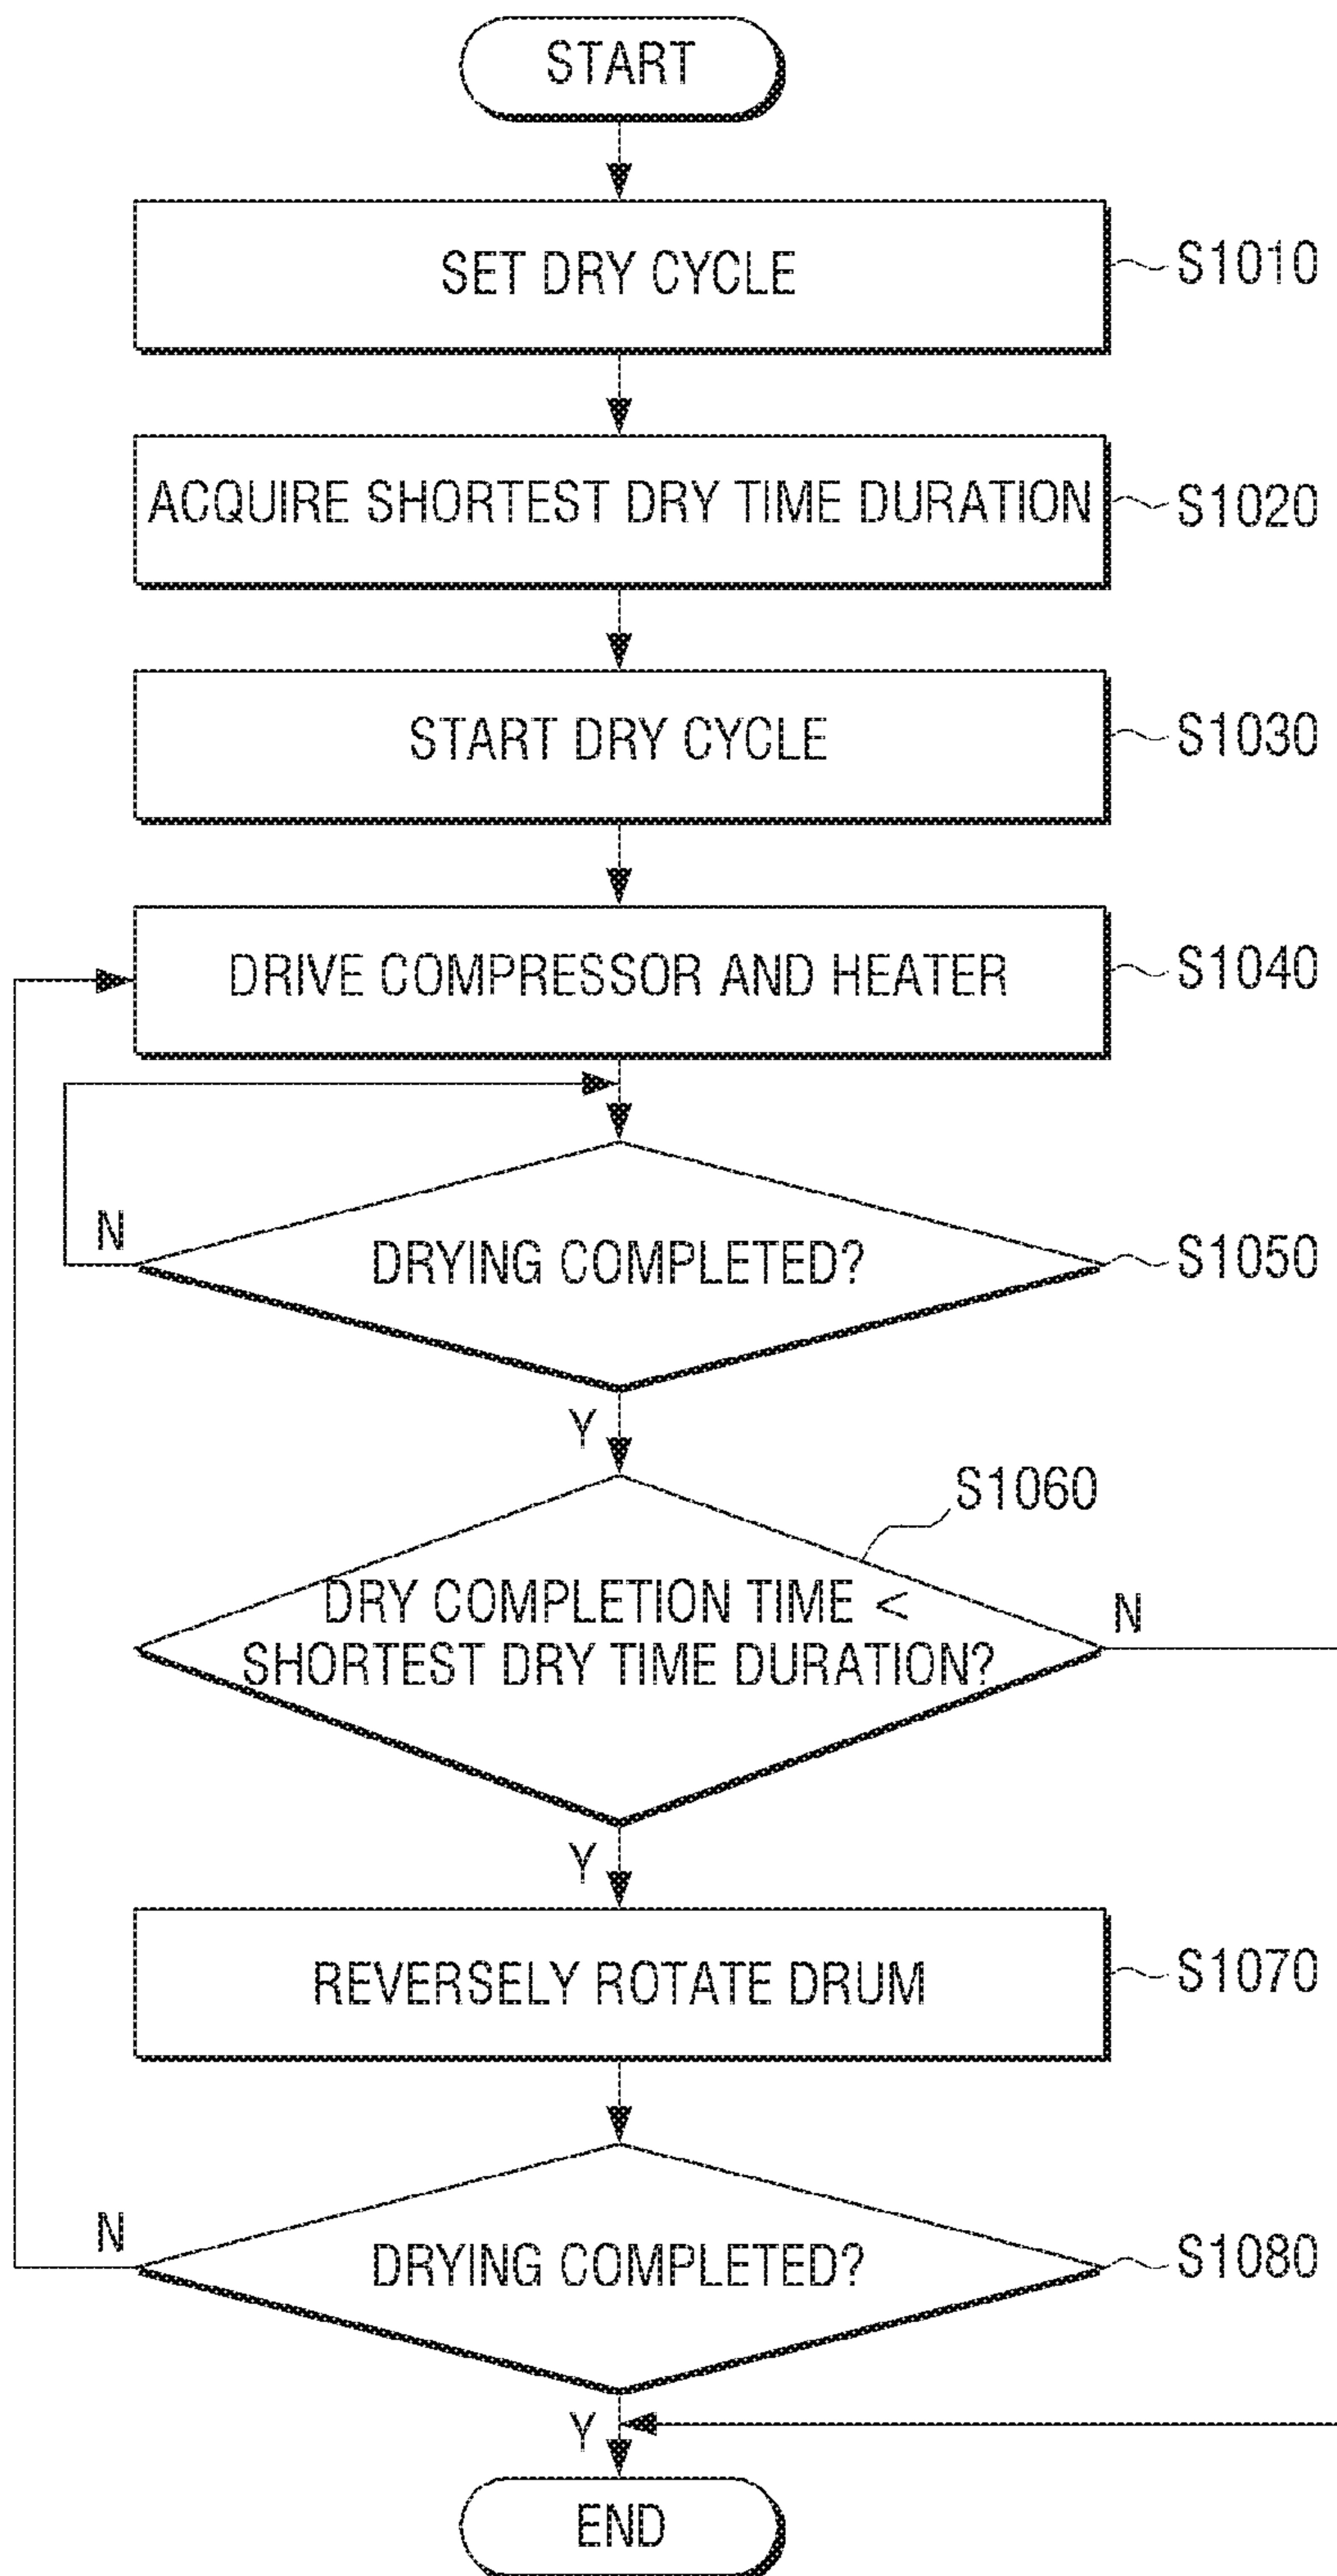 START
SET DRY CYCLE
S1010
ACQUIRE SHORTEST DRY TIME DURATION
S1020
START DRY CYCLE
S1030
DRIVE COMPRESSOR AND HEATER
S1040
N
DRYING COMPLETED?
S1050
Y
S1060
DRY COMPLETION TIME <
SHORTEST DRY TIME DURATION?
N
Y
REVERSELY ROTATE DRUM
S1070
N
DRYING COMPLETED?
S1080
Y
END